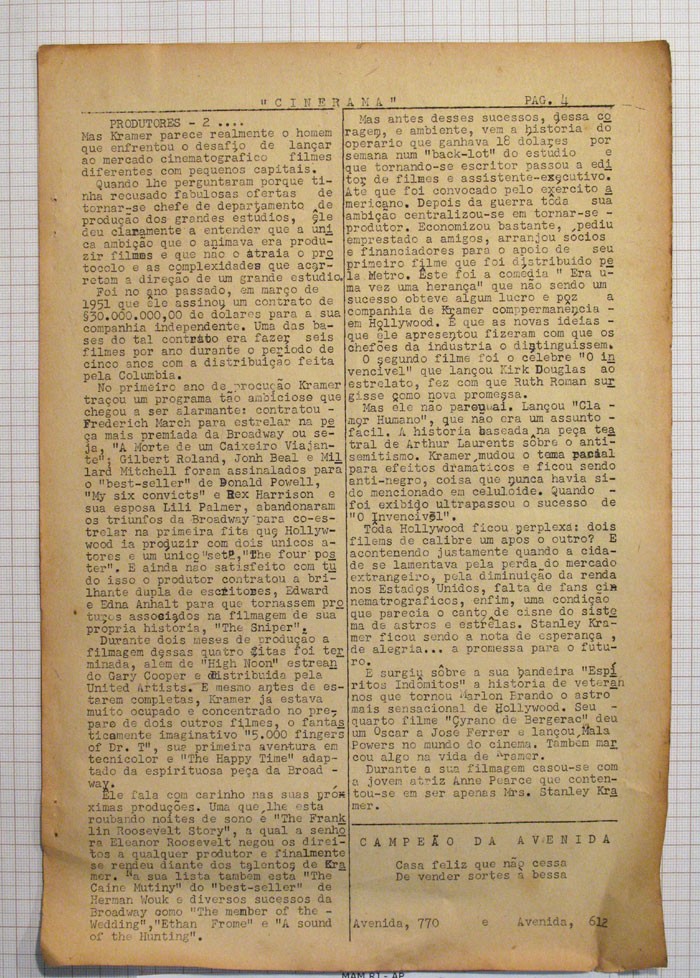 "CINERAMA" PAG. 4
PRODUTORES - 2 ....
Mas Kramer parece realmente o homem
que enfrentou o desafio de lançar
ao mercado cinematografico filmes
diferentes com pequenos capitais.
Quando lhe perguntaram porque ti-
nha recusado fabulosas ofertas de
tornar-se chefe de departamento de
produção dos grandes estudios, êle
deu claramente a entender que a uni
ca ambição que o animava era produ-
zir filmes e que não o atraia o pro
tocolo e as complexidades que acar-
retam a direção de um grande estudio.
Foi no ano passado, em março de
1951 que êle assinou um contrato de
§30.000.000,00 de dolares para a sua
companhia independente. Uma das ba-
ses do tal contráto era fazer seis
filmes por ano durante o periodo de
cinco anos com a distribuição feita
pela Columbia.
No primeiro ano de procução Kramer
traçou um programa tão ambicioso que
chegou a ser alarmante: contratou -
Frederich March para estrelar na pe
ça mais premiada da Broadway ou se-
ja, "A Morte de um Caixeiro Viajan-
te"; Gilbert Roland, Jonh Beal e Mil
lard Mitchell foram assinalados para
o "best-seller" de Donald Powell,
"My six convicts" e Rex Harrison e
sua esposa Lili Palmer, abandonaram
os triunfos da Broadway para co-es-
trelar na primeira fita que Hollyw-
wood ia produzir com dois unicos a-
tores e um unico"set","The four pos
ter". E ainda não satisfeito com tu
do isso o produtor contratou a bri-
lhante dupla de escritores, Edward
e Edna Anhalt para que tornassem pro
tures associados na filmagem de sua
propria historia, "The Sniper".
Durante dois meses de produção a
filmagem dessas quatro fitas foi ter
minada, alem de "High Noon" estrean
do Gary Cooper e distribuida pela
United Artists. E mesmo antes de es-
tarem completas, Kramer já estava
muito ocupado e concentrado no pre-
paro de dois outros filmes, o fantas
ticamente imaginativo "5.000 fingers
of Dr. T", sua primeira aventura em
tecnicolor e "The Happy Time" adap-
tado da espirituosa peça da Broad -
way.
Êle fala com carinho nas suas pro
ximas produções. Uma que lhe esta
roubando noites de sono e "The Frank
lin Roosevelt Story", a qual a senho
ra Eleanor Roosevelt negou os direi-
tos a qualquer produtor e finalmente
se rendeu diante dos talentos de Kra
mer. Na sua lista tambem esta "The
Caine Mutiny" do "best-seller" de
Herman Wouk e diversos sucessos da
Broadway como "The member of the -
Wedding","Ethan Frome" e "A sound
of the Hunting".
Mas antes desses sucessos, dessa co
ragem, e ambiente, vem a historia do
operario que ganhava 18 dolares por
semana num "back-lot" do estudio e
que tornando-se escritor passou a edi
tor de filmes e assistente-executivo.
Ate que foi convocado pelo exercito a
mericano. Depois da guerra toda sua
ambição centralizou-se em tornar-se -
produtor. Economizou bastante, pediu
emprestado a amigos, arranjou socios
e financiadores para o apoio de seu
primeiro filme que foi distribuido pe
la Metro. Êste foi a comedia " Era u-
ma vez uma herança" que não sendo um
sucesso obteve algum lucro e poz a
companhia de Kramer comppermanencia -
em Hollywood. E que as novas ideias -
que êle apresentou fizeram com que os
chefões da industria o distinguissem.
O segundo filme foi o celebre "O in
vencivel" que lançou Kirk Douglas ao
estrelato, fez com que Ruth Roman sur
gisse como nova promessa.
Mas ele não paroquai. Lançou "Cla -
mor Humano", que não era um assunto -
facil. A historia baseada na peça tea
tral de Arthur Laurents sôbre o anti-
semitismo. Kramer mudou o tema racial
para efeitos dramaticos e ficou sendo
anti-negro, coisa que nunca havia si-
do mencionado em celuloide. Quando -
foi exibido ultrapassou o sucesso de
"O Invencivel".
Toda Hollywood ficou perplexa: dois
filems de calibre um apos o outro? E
acontenendo justamente quando a cida-
de se lamentava pela perda do mercado
extrangeiro, pela diminuição da renda
nos Estados Unidos, falta de fans cin
nematrograficos, enfim, uma condição
que parecia o canto de cisne do siste
ma de astros e estrêlas. Stanley Kra-
mer ficou sendo a nota de esperança ,
de alegria... a promessa para o futu-
ro.
E surgiu sôbre a sua bandeira "Espi
ritos Indomitos" a historia de veteran
nos que tornou Marlon Brando o astro
mais sensacional de Hollywood. Seu -
quarto filme "Cyrano de Bergerac" deu
um Oscar a Jose Ferrer e lançou Mala
Powers no mundo do cinema. Tambem mar
cou algo na vida de Kramer.
Durante a sua filmagem casou-se com
a jovem atriz Anne Pearce que conten-
tou-se em ser apenas Mrs. Stanley Kra
mer.
CAMPEÃO DA AVENIDA
Casa feliz que não cessa
De vender sortes a bessa
Avenida, 770 e Avenida, 612